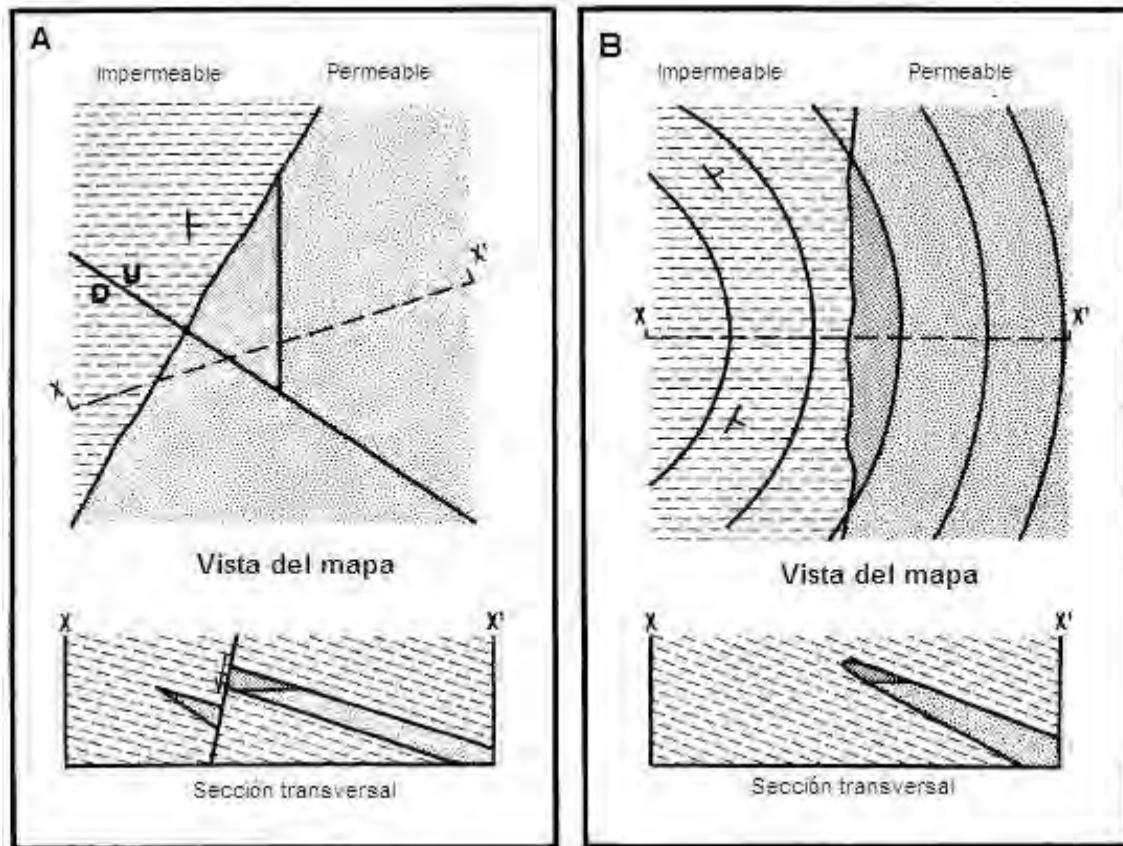 A
Impermeable
Permeable
U
D
X
X'
Vista del mapa
X
X'
Sección transversal
B
Impermeable
Permeable
X
X'
Vista del mapa
X
X'
Sección transversal